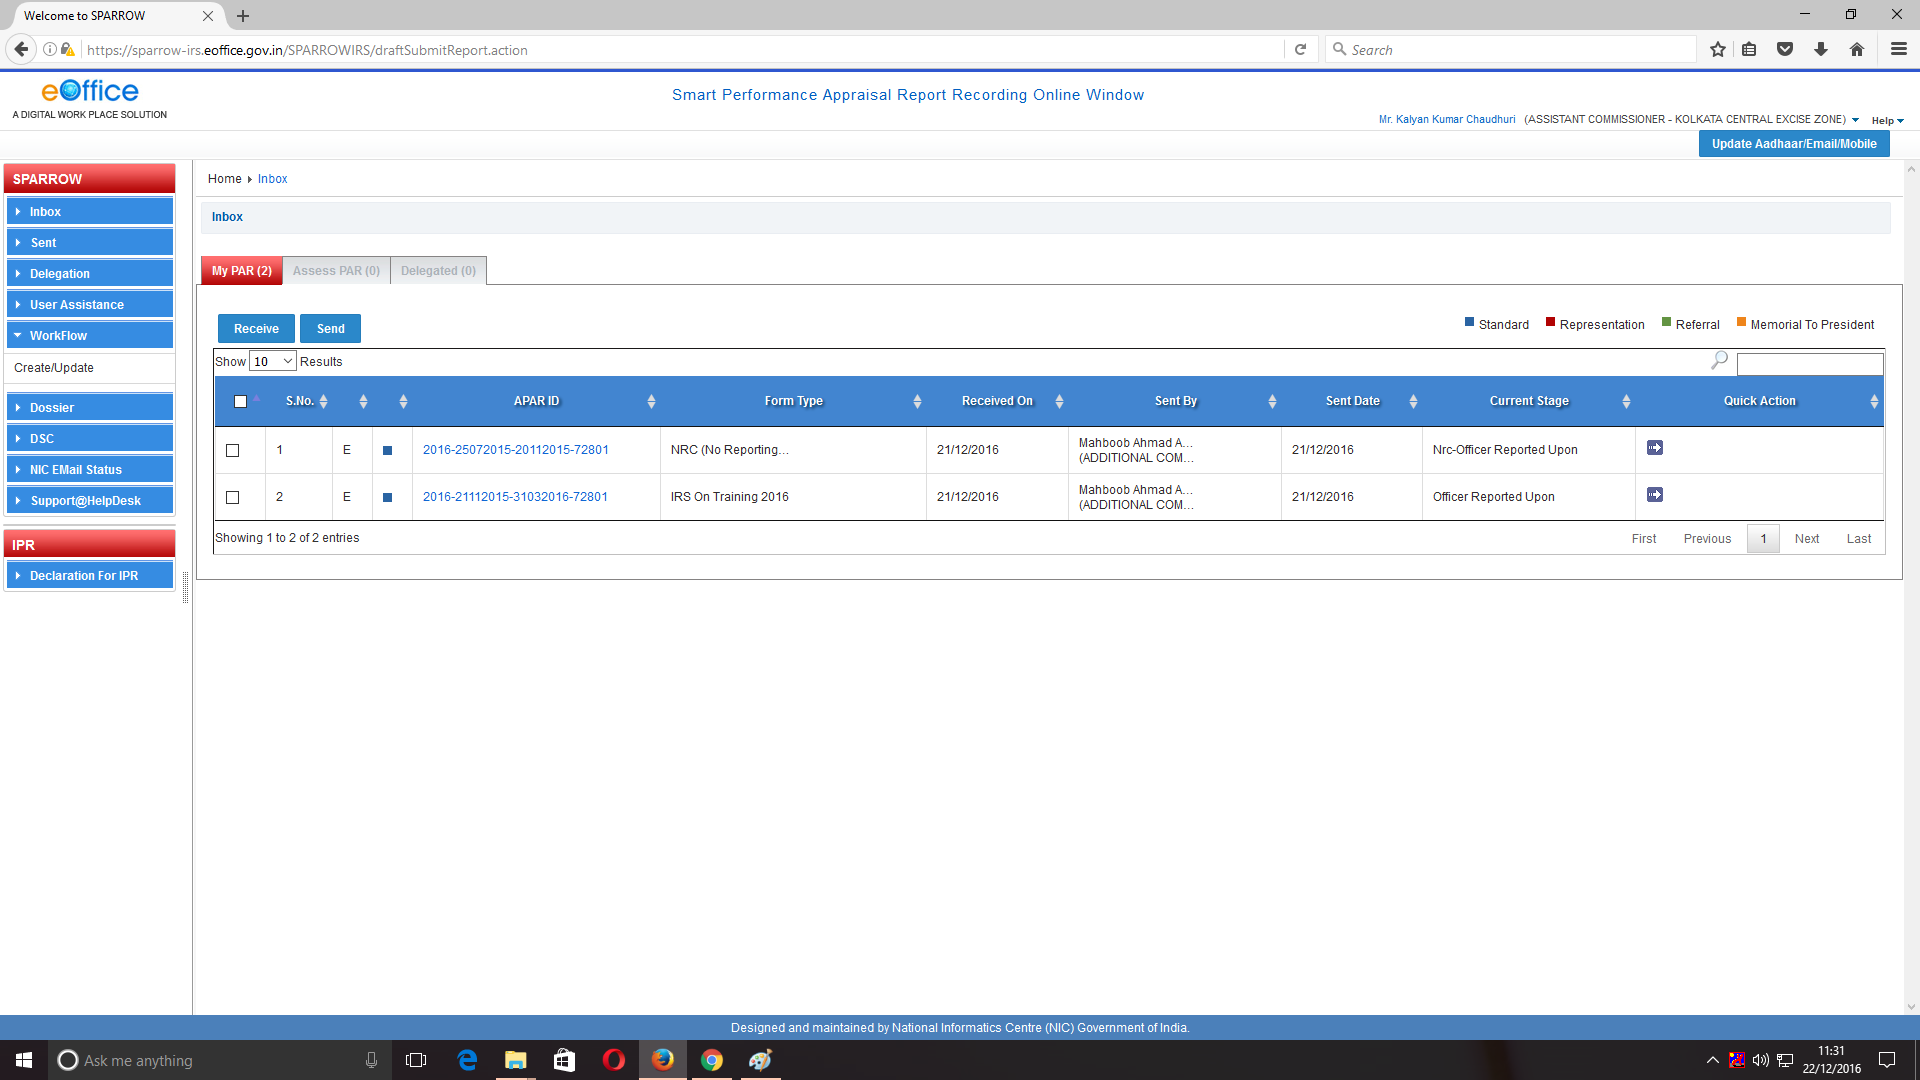 Welcome to SPARROW
https://sparrow-irs.eoffice.gov.in/SPARROWIRS/draftSubmitReport.action
Search
eOffice
A DIGITAL WORK PLACE SOLUTION
Smart Performance Appraisal Report Recording Online Window
Mr. Kalyan Kumar Chaudhuri (ASSISTANT COMMISSIONER - KOLKATA CENTRAL EXCISE ZONE) Help
Update Aadhaar/Email/Mobile
SPARROW
Inbox
Sent
Delegation
User Assistance
WorkFlow
Create/Update
Dossier
DSC
NIC EMail Status
Support@HelpDesk
IPR
Declaration For IPR
Home Inbox
Inbox
My PAR (2) Assess PAR (0) Delegated (0)
Receive Send
Standard Representation Referral Memorial To President
Show 10 Results
S.No. APAR ID Form Type Received On Sent By Sent Date Current Stage Quick Action
1 E 2016-25072015-20112015-72801 NRC (No Reporting... 21/12/2016 Mahboob Ahmad A... (ADDITIONAL COM... 21/12/2016 Nrc-Officer Reported Upon
2 E 2016-21112015-31032016-72801 IRS On Training 2016 21/12/2016 Mahboob Ahmad A... (ADDITIONAL COM... 21/12/2016 Officer Reported Upon
Showing 1 to 2 of 2 entries
First Previous 1 Next Last
Designed and maintained by National Informatics Centre (NIC) Government of India.
Ask me anything
11:31
22/12/2016